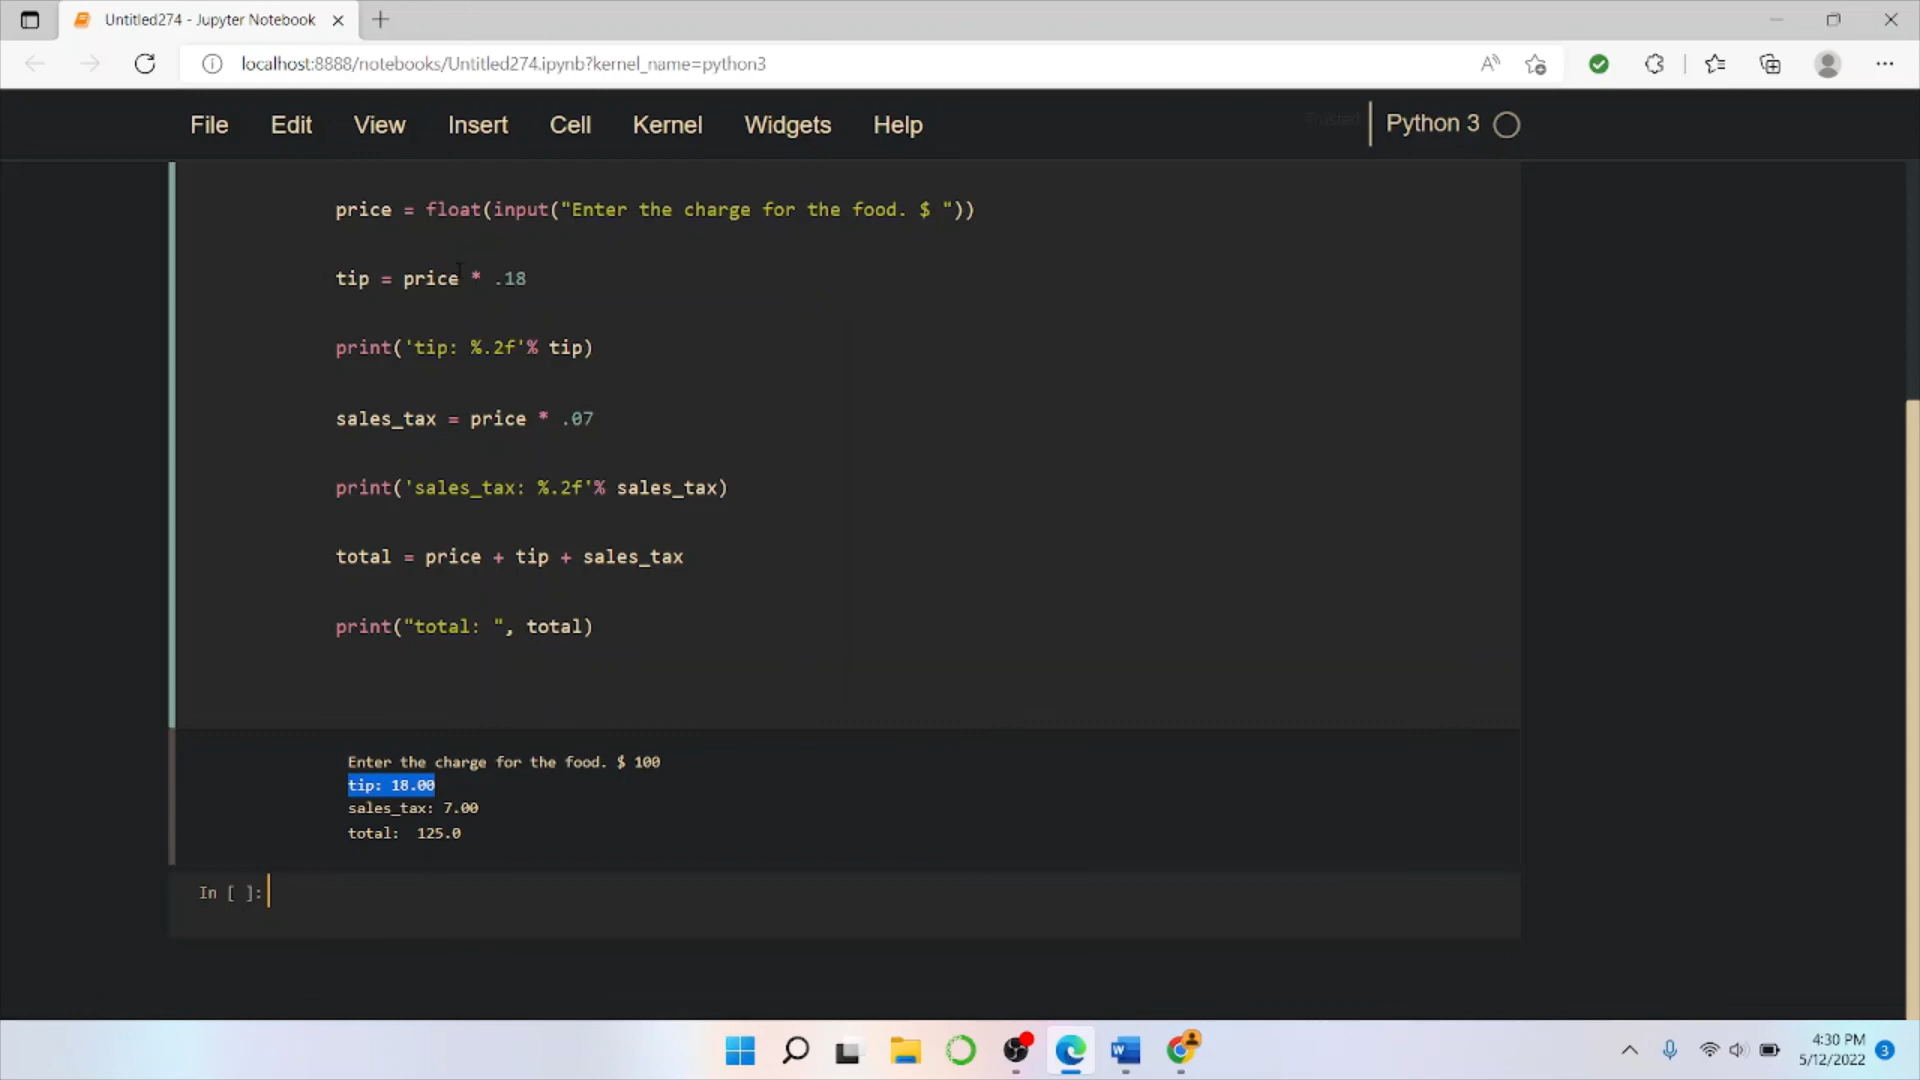 Untitled274 - Jupyter Notebook
localhost:8888/notebooks/Untitled274.ipynb?kernel_name=python3
File Edit View Insert Cell Kernel Widgets Help Trusted Python 3
price = float(input("Enter the charge for the food. $ "))
tip = price * .18
print('tip: %.2f'% tip)
sales_tax = price * .07
print('sales_tax: %.2f'% sales_tax)
total = price + tip + sales_tax
print("total: ", total)
Enter the charge for the food. $ 100
tip: 18.00
sales_tax: 7.00
total:  125.0
In [ ]:
4:30 PM
5/12/2022
3